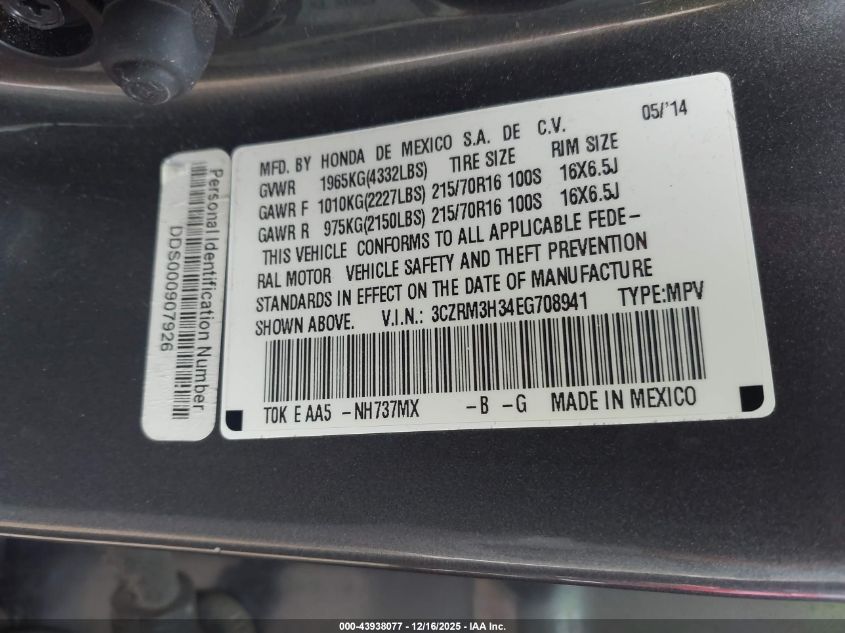 05/'14
MFD. BY HONDA DE MEXICO S.A. DE C.V.
GVWR 1965KG(4332LBS) TIRE SIZE RIM SIZE
GAWR F 1010KG(2227LBS) 215/70R16 100S 16X6.5J
GAWR R 975KG(2150LBS) 215/70R16 100S 16X6.5J
THIS VEHICLE CONFORMS TO ALL APPLICABLE FEDE-
RAL MOTOR VEHICLE SAFETY AND THEFT PREVENTION
STANDARDS IN EFFECT ON THE DATE OF MANUFACTURE
SHOWN ABOVE. V.I.N.: 3CZRM3H34EG708941 TYPE:MPV
T0K E AA5 -NH737MX -B -G MADE IN MEXICO
Personal Identification Number
DDS000907926
000-43938077 - 12/16/2025 - IAA Inc.